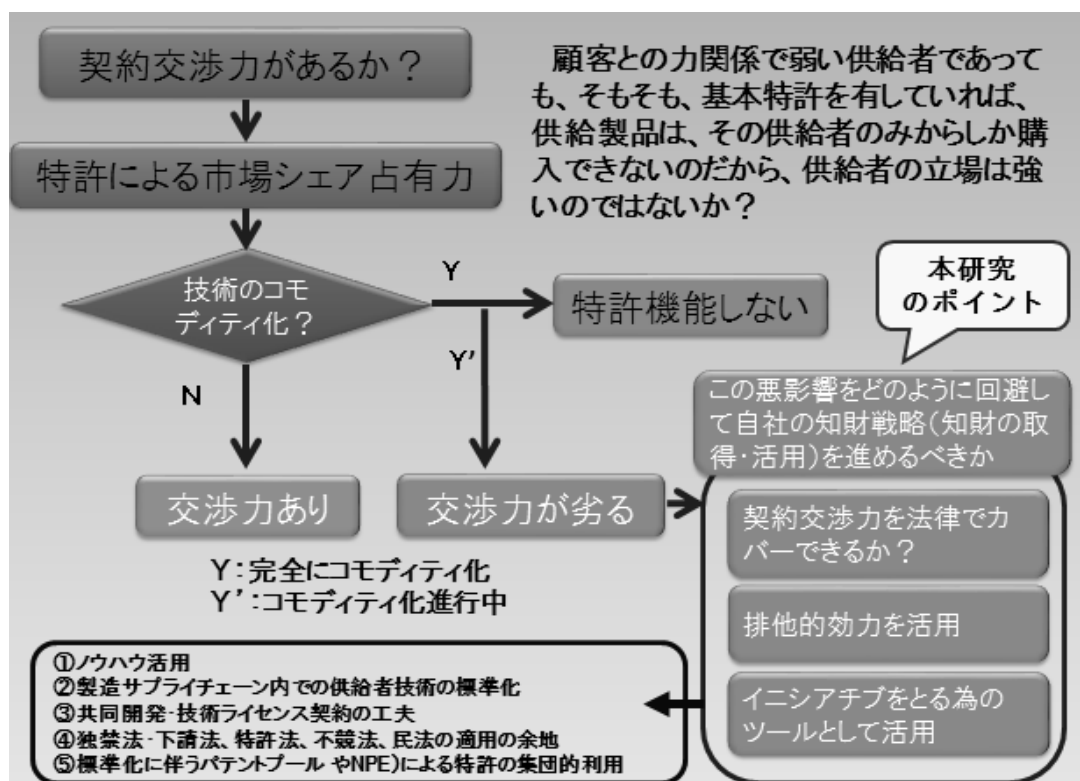 契約交渉力があるか？
顧客との力関係で弱い供給者であって
も、そもそも、基本特許を有していれば、
供給製品は、その供給者のみからしか購
入できないのだから、供給者の立場は強
いのではないか？
特許による市場シェア占有力
技術のコモ
ディティ化？
Y
特許機能しない
本研究
のポイント
Y’
N
この悪影響をどのように回避し
て自社の知財戦略（知財の取
得・活用）を進めるべきか
交渉力あり
交渉力が劣る
契約交渉力を法律でカ
バーできるか？
排他的効力を活用
イニシアチブをとる為の
ツールとして活用
Y：完全にコモディティ化
Y’：コモディティ化進行中
①ノウハウ活用
②製造サプライチェーン内での供給者技術の標準化
③共同開発・技術ライセンス契約の工夫
④独禁法・下請法、特許法、不競法、民法の適用の余地
⑤標準化に伴うパテントプール やNPE)による特許の集団的利用